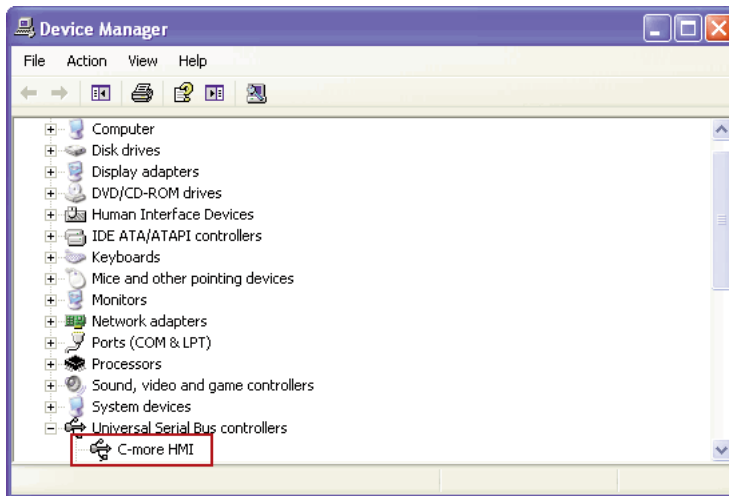 Device Manager
File Action View Help
Computer
Disk drives
Display adapters
DVD/CD-ROM drives
Human Interface Devices
IDE ATA/ATAPI controllers
Keyboards
Mice and other pointing devices
Monitors
Network adapters
Ports (COM & LPT)
Processors
Sound, video and game controllers
System devices
Universal Serial Bus controllers
C-more HMI